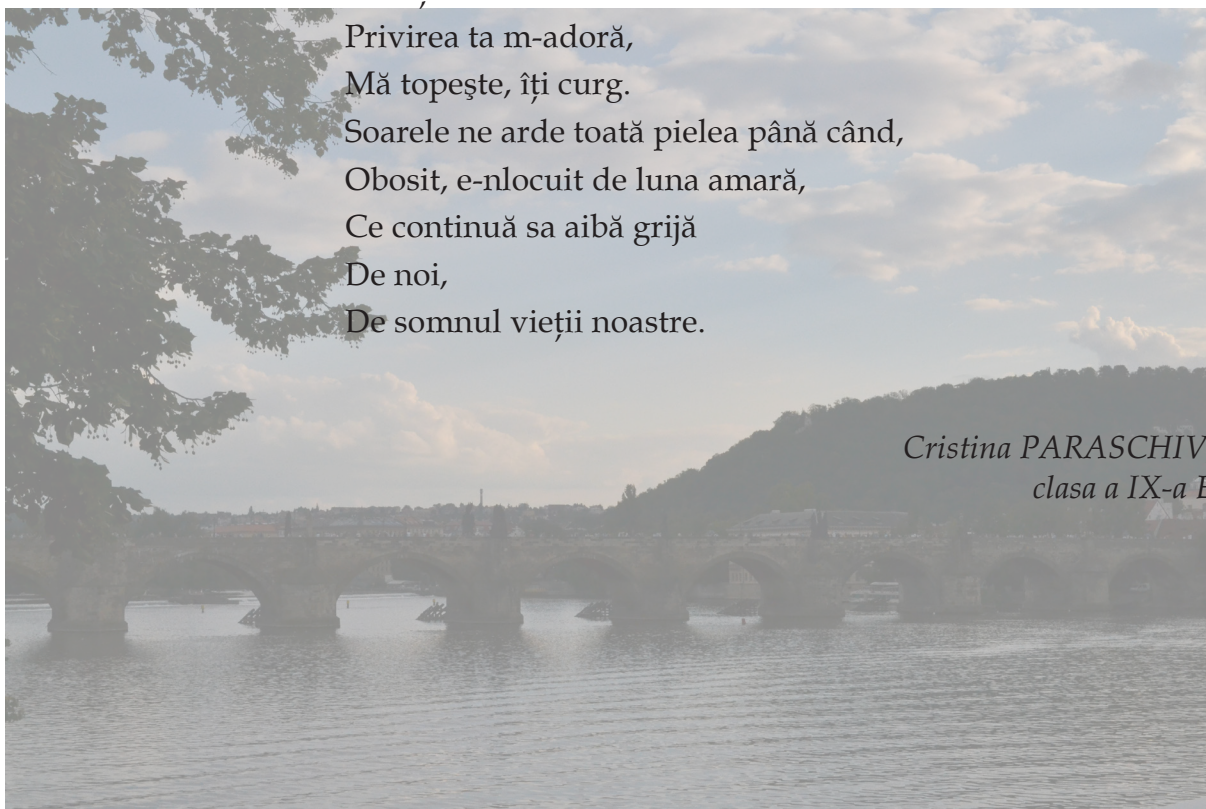 Privirea ta m-adoră,
Mă topeşte, îți curg.
Soarele ne arde toată pielea până când,
Obosit, e-nlocuit de luna amară,
Ce continuă sa aibă grijă
De noi,
De somnul vieții noastre.
Cristina PARASCHIV
clasa a IX-a